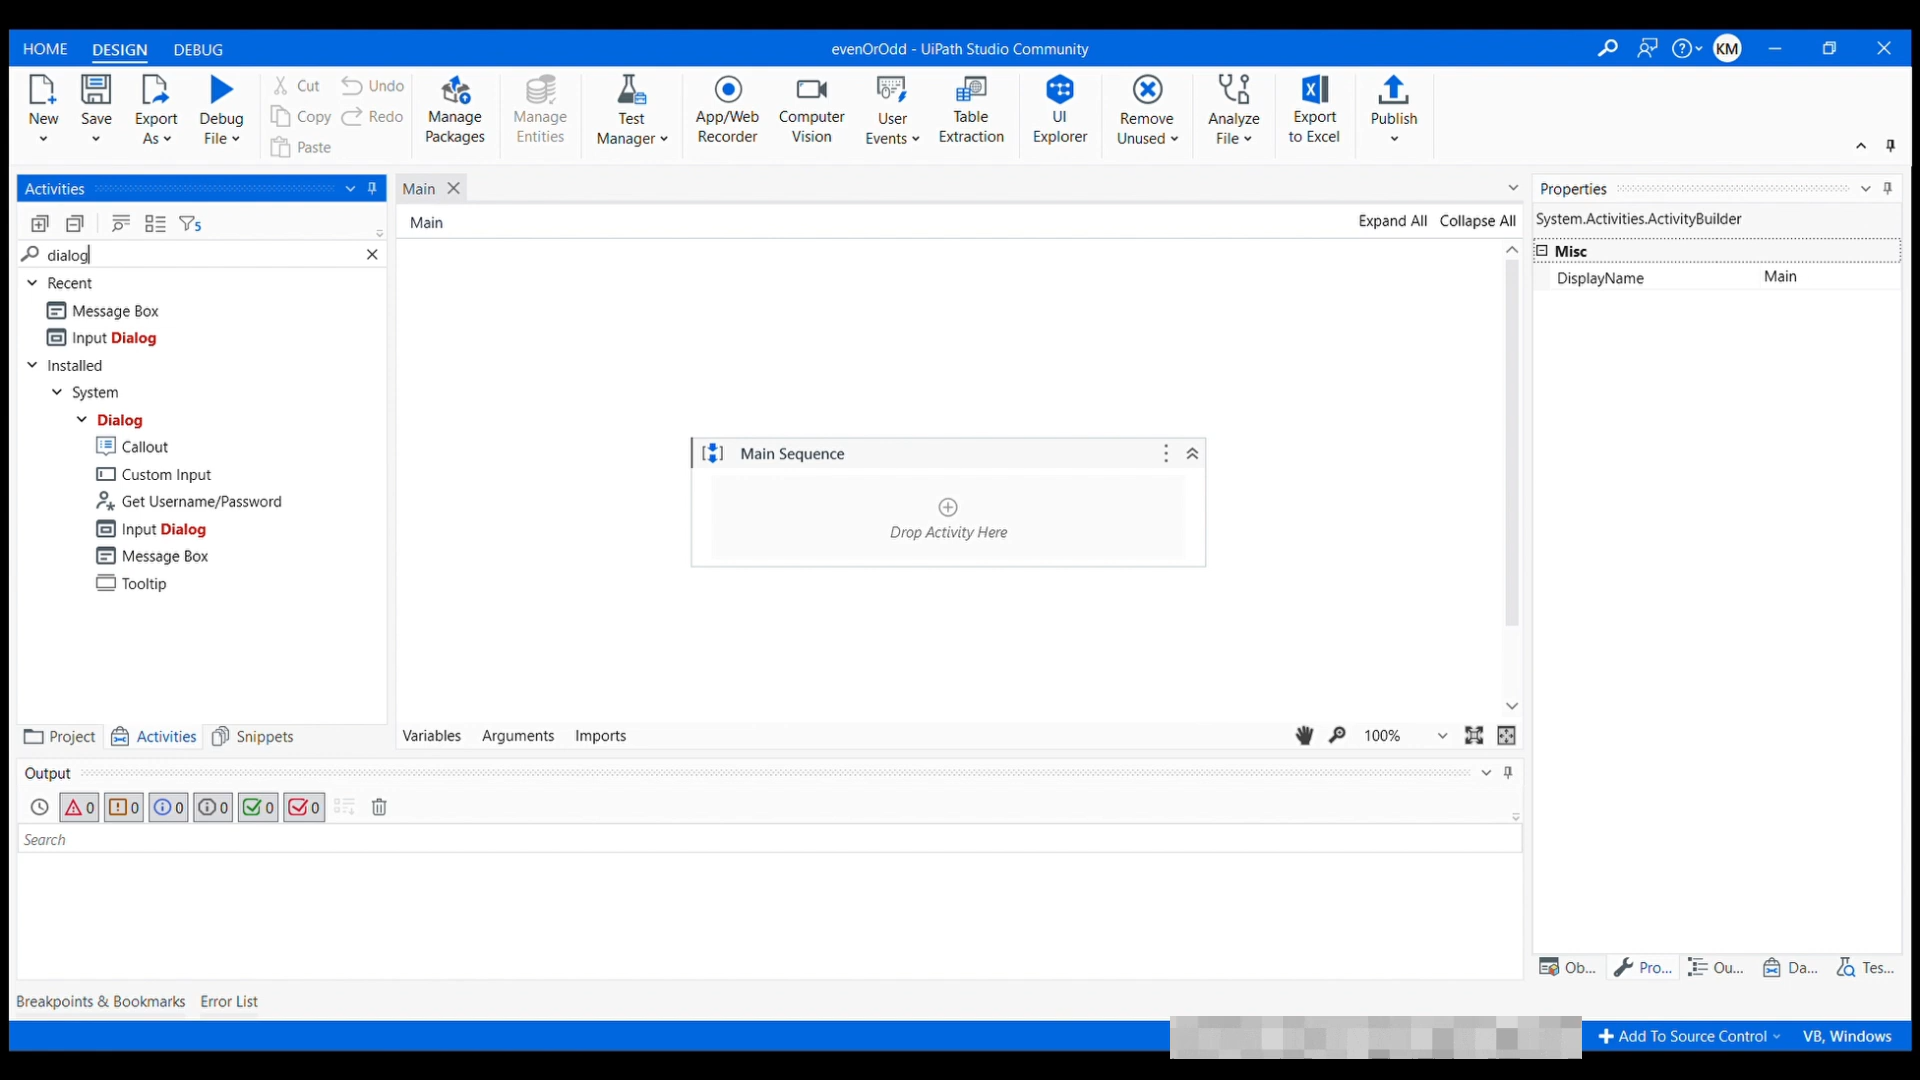 HOME DESIGN DEBUG
evenOrOdd - UiPath Studio Community
KM
New
Save
Export As
Debug File
Cut
Copy
Paste
Undo
Redo
Manage Packages
Manage Entities
Test Manager
App/Web Recorder
Computer Vision
User Events
Table Extraction
UI Explorer
Remove Unused
Analyze File
Export to Excel
Publish
Activities
5
dialog
Recent
Message Box
Input Dialog
Installed
System
Dialog
Callout
Custom Input
Get Username/Password
Input Dialog
Message Box
Tooltip
Project Activities Snippets
Main
Main
Expand All Collapse All
Main Sequence
Drop Activity Here
Variables Arguments Imports
100%
Properties
System.Activities.ActivityBuilder
Misc
DisplayName Main
Ob... Pro... Ou... Da... Tes...
Output
0 0 0 0 0 0
Search
Breakpoints & Bookmarks Error List
Add To Source Control VB, Windows